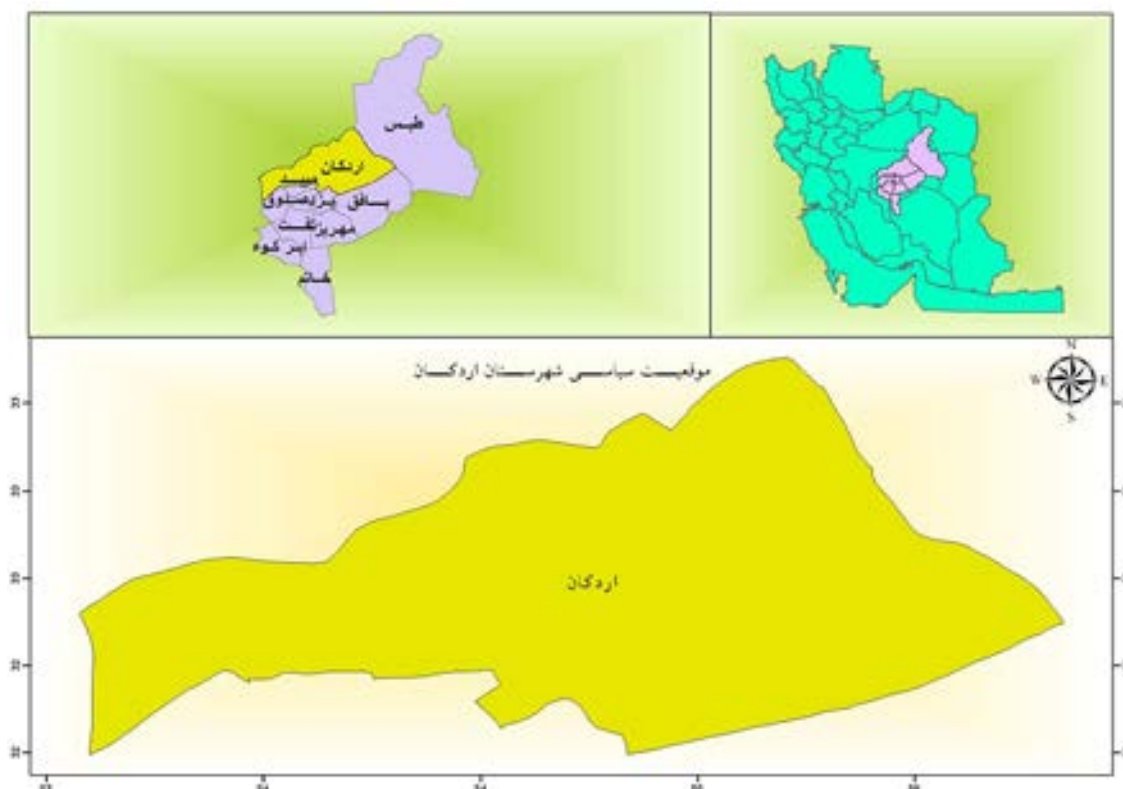 طبس
اردکان
میبد
یزد صدوق
بافق
تفت
مهریز
ابرکوه
خاتم
موقعیت سیاسی شهرستان اردکان
N
W E
S
اردکان